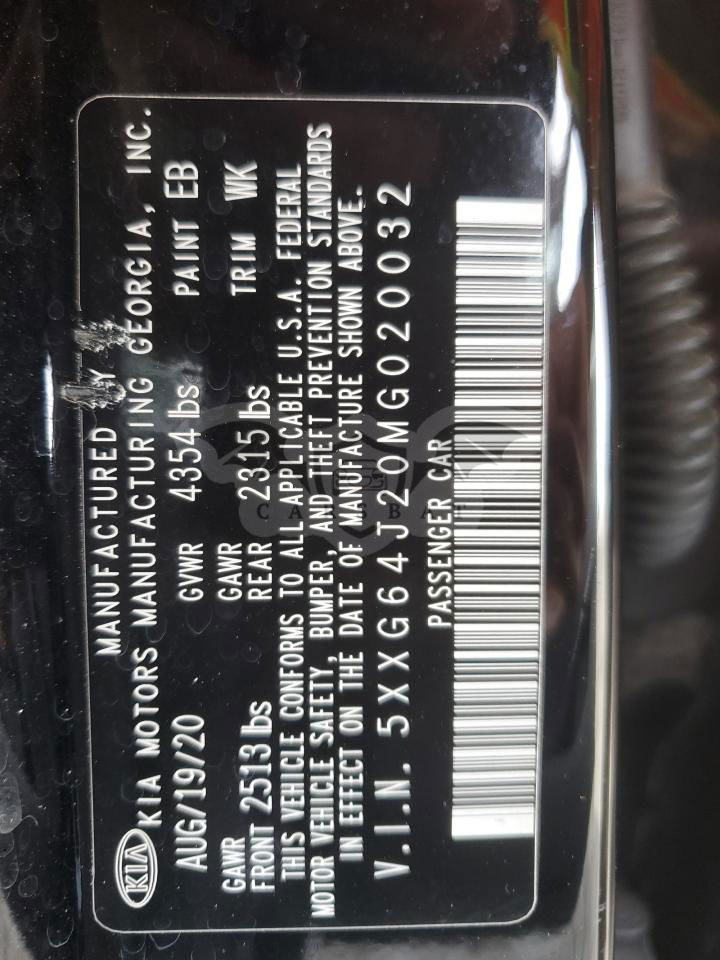 MANUFACTURED Y
KIA KIA MOTORS MANUFACTURING GEORGIA, INC.
AUG/19/20 GVWR 4354 lbs PAINT EB
GAWR GAWR TRIM WK
FRONT 2513 lbs REAR 2315 lbs
THIS VEHICLE CONFORMS TO ALL APPLICABLE U.S.A. FEDERAL
MOTOR VEHICLE SAFETY, BUMPER, AND THEFT PREVENTION STANDARDS
IN EFFECT ON THE DATE OF MANUFACTURE SHOWN ABOVE.
V.I.N. 5XXG64J20MG020032
PASSENGER CAR
CARSBAT